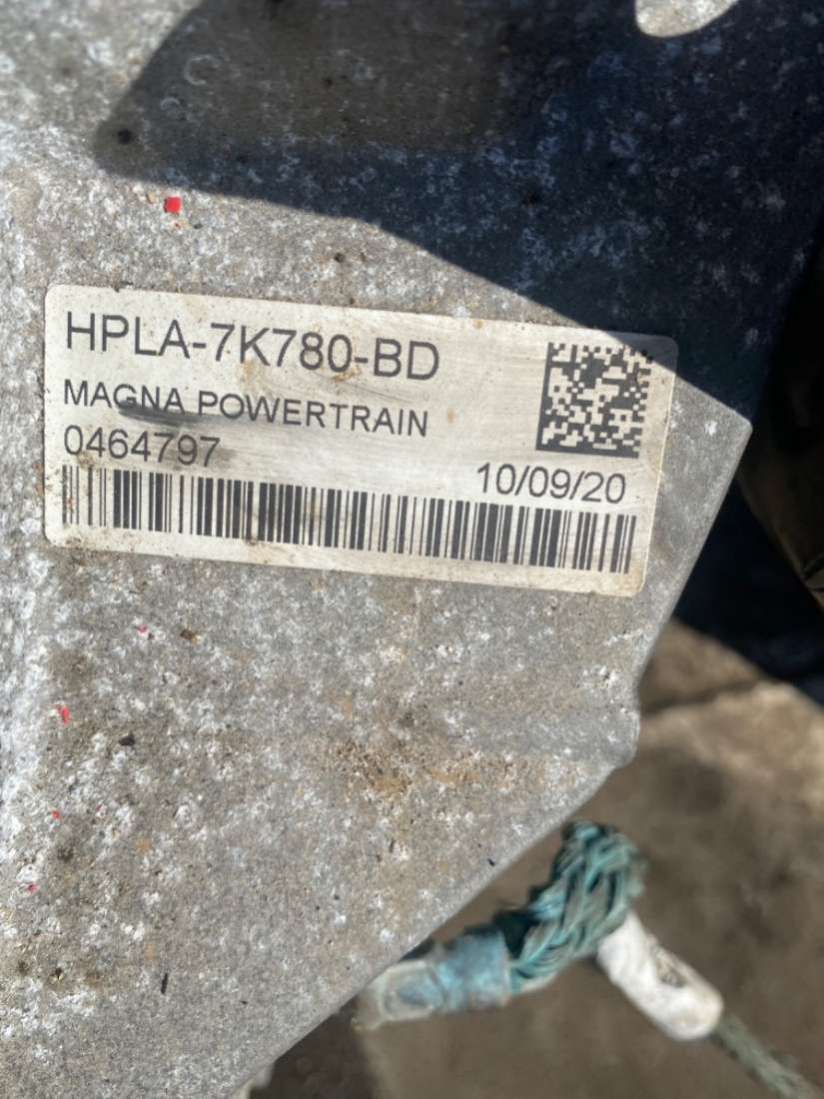 HPLA-7K780-BD
MAGNA POWERTRAIN
0464797
10/09/20